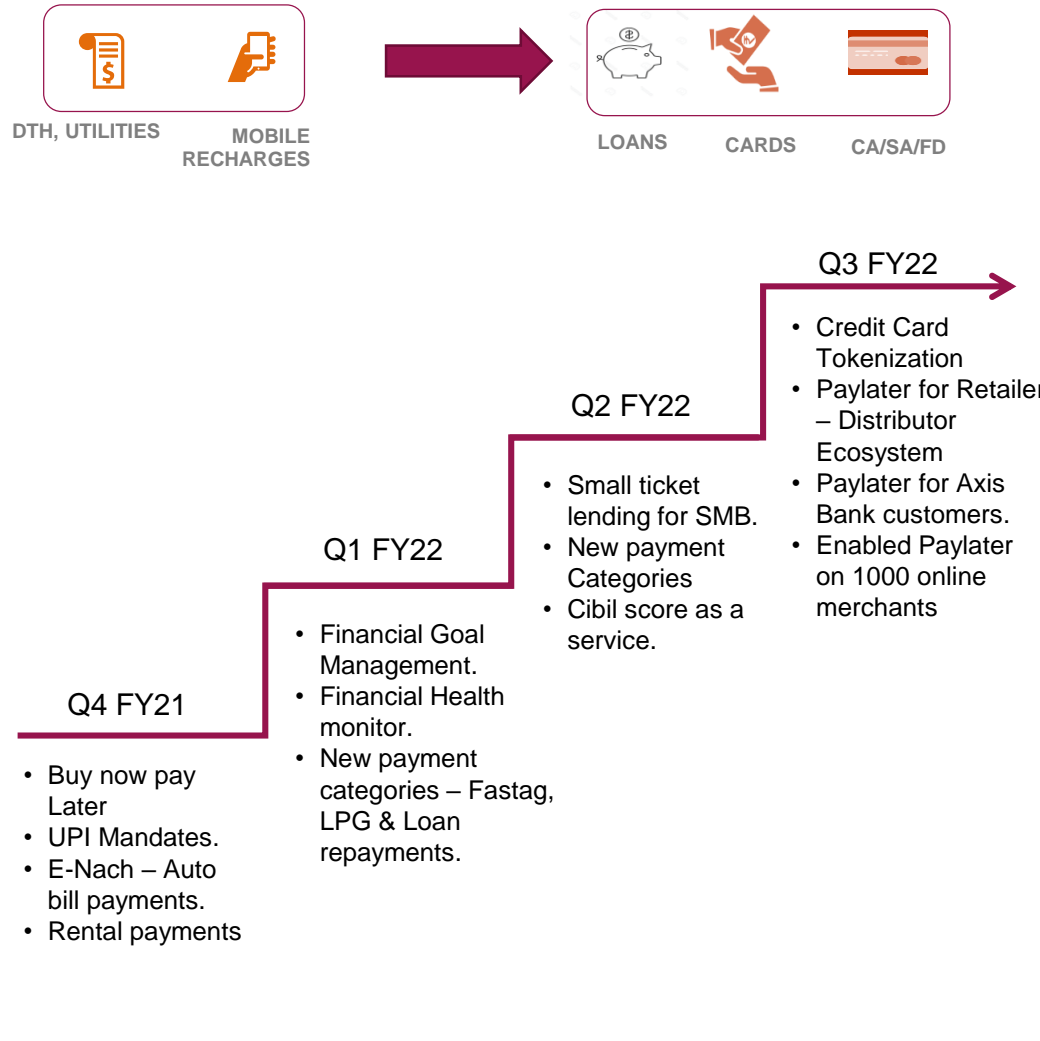 DTH, UTILITIES
MOBILE
RECHARGES
LOANS
CARDS
CA/SA/FD
Q3 FY22
• Credit Card
Tokenization
• Paylater for Retailer
– Distributor
Ecosystem
• Paylater for Axis
Bank customers.
• Enabled Paylater
on 1000 online
merchants
Q2 FY22
• Small ticket
lending for SMB.
• New payment
Categories
• Cibil score as a
service.
Q1 FY22
• Financial Goal
Management.
• Financial Health
monitor.
• New payment
categories – Fastag,
LPG & Loan
repayments.
Q4 FY21
• Buy now pay
Later
• UPI Mandates.
• E-Nach – Auto
bill payments.
• Rental payments